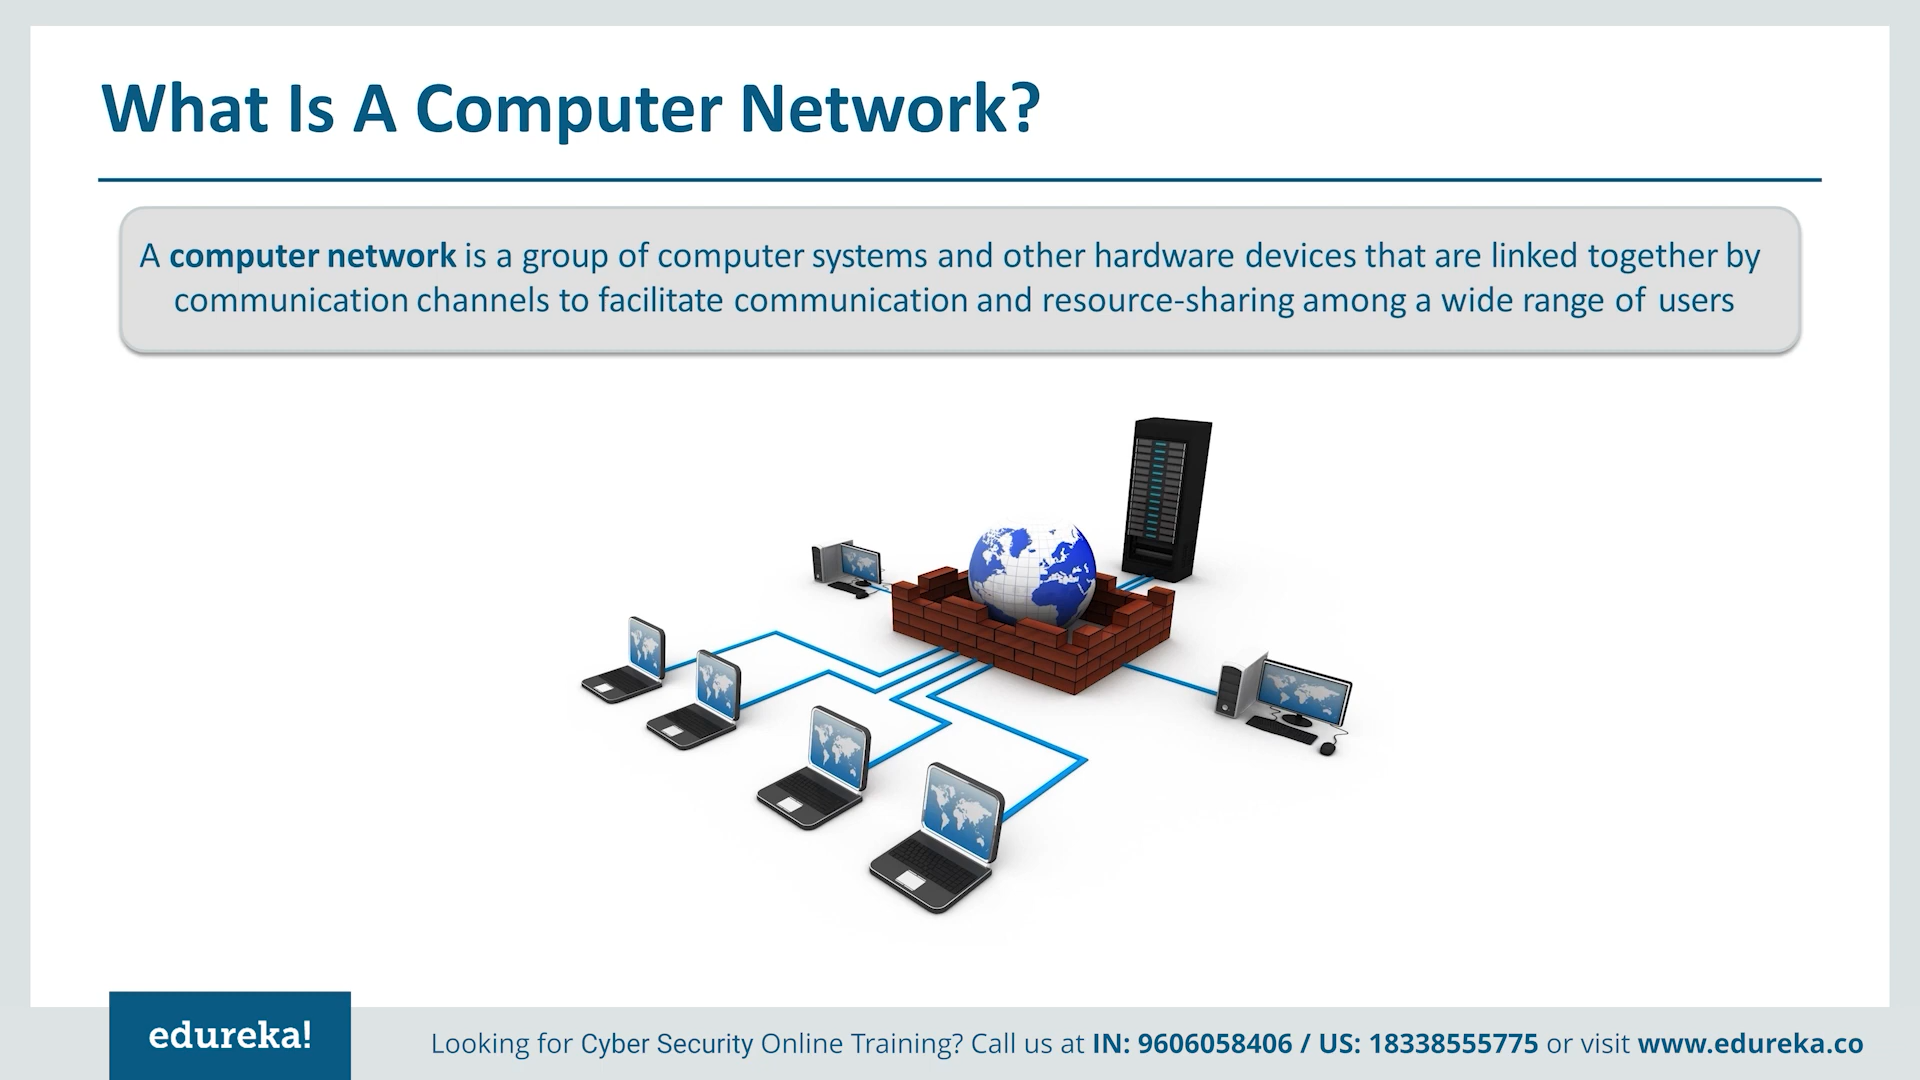 What Is A Computer Network?
A computer network is a group of computer systems and other hardware devices that are linked together by
communication channels to facilitate communication and resource-sharing among a wide range of users
edureka!
Looking for Cyber Security Online Training? Call us at IN: 9606058406 / US: 18338555775 or visit www.edureka.co